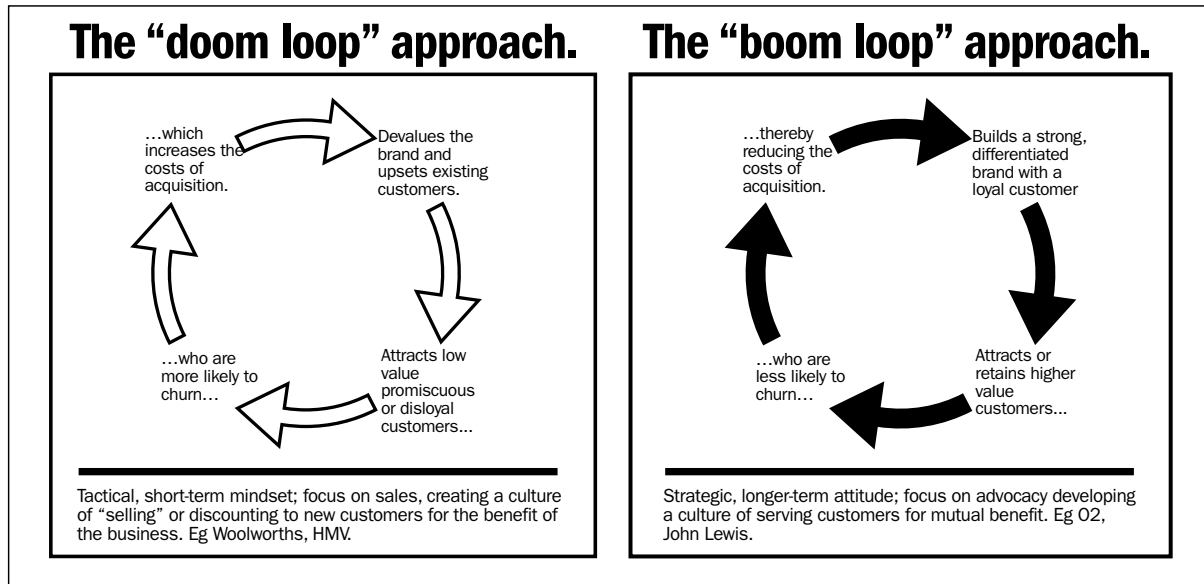 The “doom loop” approach.
…which
increases the
costs of
acquisition.
Devalues the
brand and
upsets existing
customers.
Attracts low
value
promiscuous
or disloyal
customers...
…who are
more likely to
churn…
Tactical, short-term mindset; focus on sales, creating a culture
of “selling” or discounting to new customers for the benefit of
the business. Eg Woolworths, HMV.
The “boom loop” approach.
…thereby
reducing the
costs of
acquisition.
Builds a strong,
differentiated
brand with a
loyal customer
Attracts or
retains higher
value
customers...
…who are
less likely to
churn…
Strategic, longer-term attitude; focus on advocacy developing
a culture of serving customers for mutual benefit. Eg O2,
John Lewis.